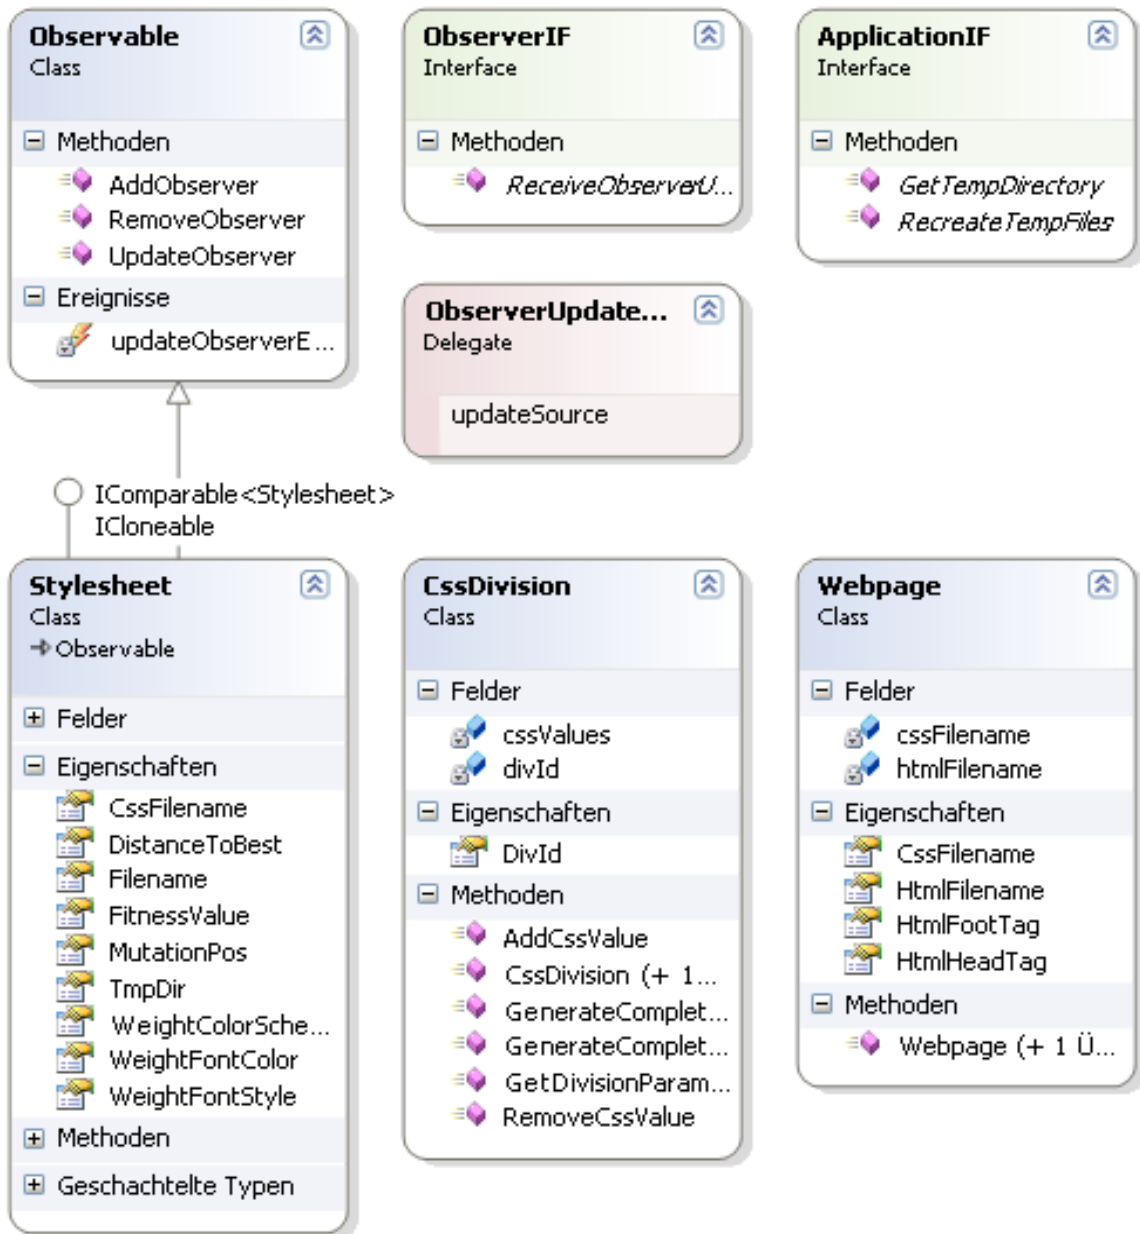 Observable
Class
Methoden
AddObserver
RemoveObserver
UpdateObserver
Ereignisse
updateObserverE...
ObserverIF
Interface
Methoden
ReceiveObserverU...
ApplicationIF
Interface
Methoden
GetTempDirectory
RecreateTempFiles
ObserverUpdate...
Delegate
updateSource
IComparable<Stylesheet>
ICloneable
Stylesheet
Class
Observable
Felder
Eigenschaften
CssFilename
DistanceToBest
Filename
FitnessValue
MutationPos
TmpDir
WeightColorSche...
WeightFontColor
WeightFontStyle
Methoden
Geschachtelte Typen
CssDivision
Class
Felder
cssValues
divId
Eigenschaften
DivId
Methoden
AddCssValue
CssDivision (+ 1...
GenerateComplet...
GenerateComplet...
GetDivisionParam...
RemoveCssValue
Webpage
Class
Felder
cssFilename
htmlFilename
Eigenschaften
CssFilename
HtmlFilename
HtmlFootTag
HtmlHeadTag
Methoden
Webpage (+ 1 Ü...